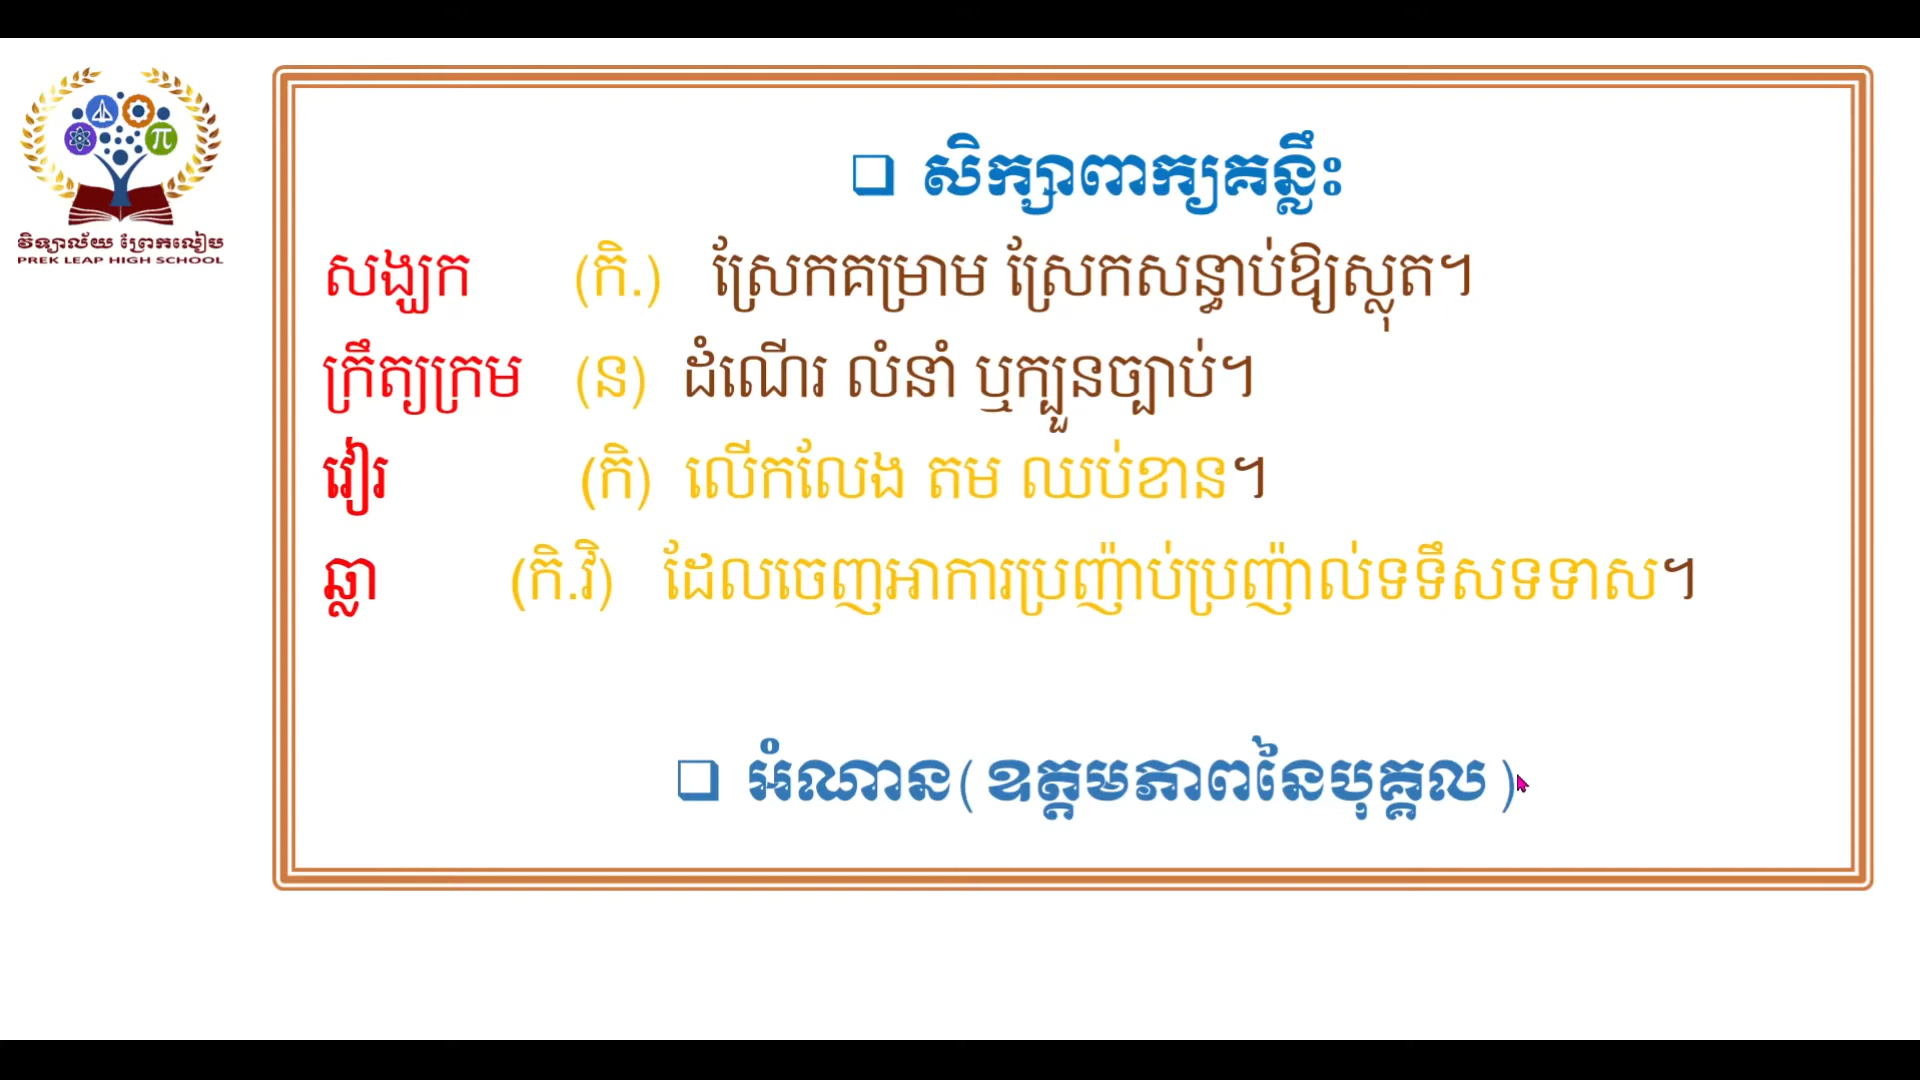 វិទ្យាល័យ ព្រែកលៀប
PREK LEAP HIGH SCHOOL
សិក្សាពាក្យគន្លឹះ
សង្ឃក (កិ.) ស្រែកគម្រាម ស្រែកសន្ធាប់ឱ្យស្លុត។
ក្រឹត្យក្រម (ន) ដំណើរ លំនាំ ឬក្បួនច្បាប់។
វៀរ (កិ) លើកលែង តម ឈប់ខាន។
ឆ្លា (កិ.វិ) ដែលចេញអាការប្រញ៉ាប់ប្រញ៉ាល់ទទឹសទទាស។
អំណាន(ឧត្តមភាពនៃបុគ្គល)